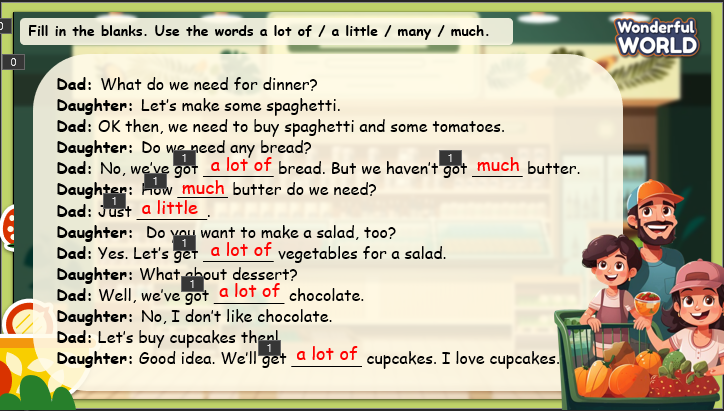 Fill in the blanks. Use the words a lot of / a little / many / much.
Wonderful
WORLD
0
Dad: What do we need for dinner?
Daughter: Let's make some spaghetti.
Dad: OK then, we need to buy spaghetti and some tomatoes.
Daughter: Do we need any bread?
1
1
Dad: No, we've got a lot of bread. But we haven't got much butter.
1
Daughter: How much butter do we need?
1
Dad: Just a little.
Daughter: Do you want to make a salad, too?
1
Dad: Yes. Let's get a lot of vegetables for a salad.
Daughter: What about dessert?
1
Dad: Well, we've got a lot of chocolate.
Daughter: No, I don't like chocolate.
Dad: Let's buy cupcakes then!
1
Daughter: Good idea. We'll get a lot of cupcakes. I love cupcakes.